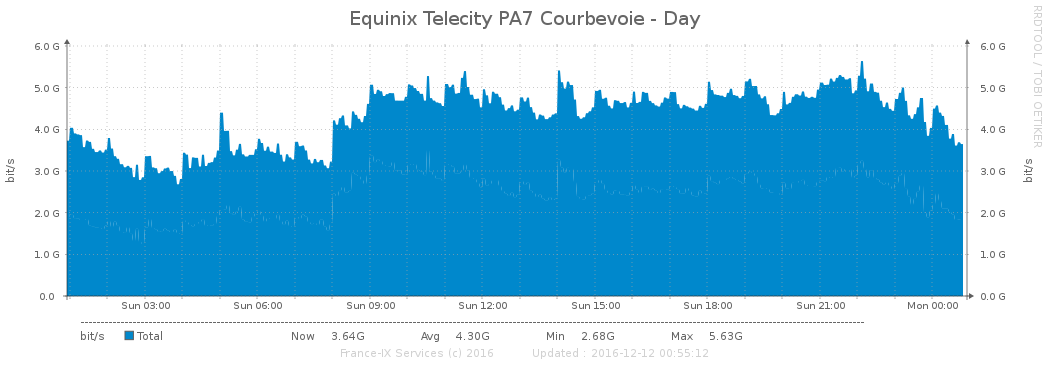 Equinix Telecity PA7 Courbevoie - Day
RRDTOOL / TOBI OETIKER
6.0 G 6.0 G
5.0 G 5.0 G
4.0 G 4.0 G
3.0 G 3.0 G
2.0 G 2.0 G
1.0 G 1.0 G
0.0 0.0 G
bit/s bit/s
Sun 03:00 Sun 06:00 Sun 09:00 Sun 12:00 Sun 15:00 Sun 18:00 Sun 21:00 Mon 00:00
bit/s Total Now 3.64G Avg 4.30G Min 2.68G Max 5.63G
France-IX Services (c) 2016 Updated : 2016-12-12 00:55:12